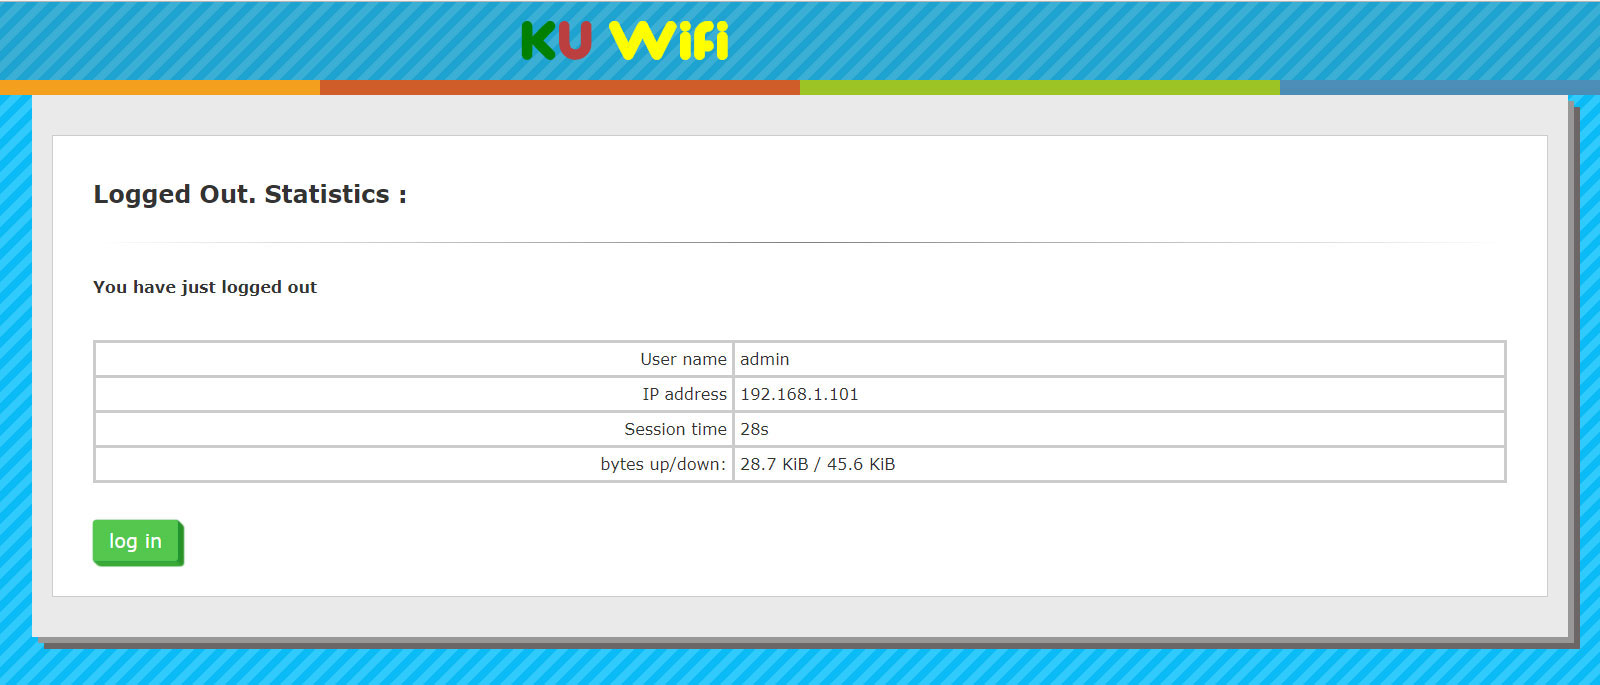 KU Wifi
Logged Out. Statistics :
You have just logged out
User name admin
IP address 192.168.1.101
Session time 28s
bytes up/down: 28.7 KiB / 45.6 KiB
log in